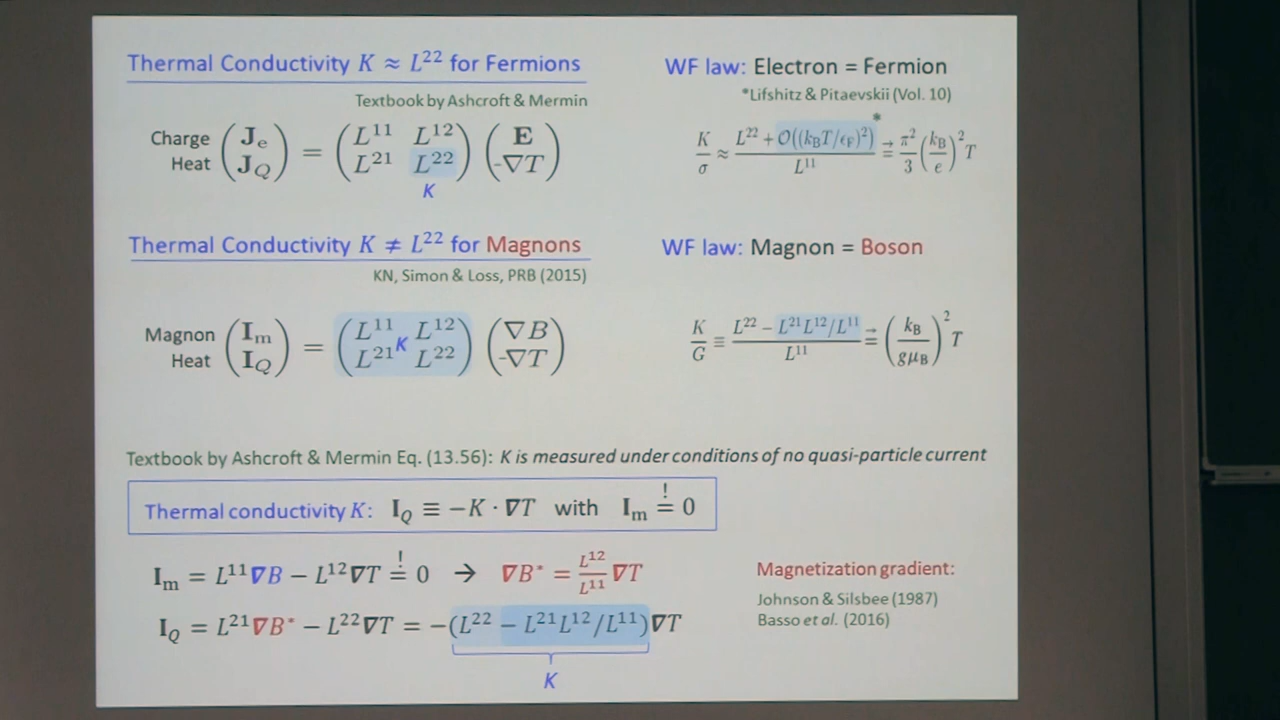 Thermal Conductivity K ≈ L²² for Fermions
Textbook by Ashcroft & Mermin
Charge
Heat
(Jₑ J_Q) = (L¹¹ L¹² L²¹ L²²) (E -∇T)
K
WF law: Electron = Fermion
*Lifshitz & Pitaevskii (Vol. 10)
K/σ ≈ (L²² + O((k_BT/ϵ_F)²))/L¹¹ * ⇉ π²/3 (k_B/e)² T
Thermal Conductivity K ≠ L²² for Magnons
KN, Simon & Loss, PRB (2015)
Magnon
Heat
(I_m I_Q) = (L¹¹ L¹² L²¹ K L²²) (∇B -∇T)
WF law: Magnon = Boson
K/G ≡ (L²² − L²¹L¹²/L¹¹)/L¹¹ ⇉ (k_B/gμ_B)² T
Textbook by Ashcroft & Mermin Eq. (13.56): K is measured under conditions of no quasi-particle current
Thermal conductivity K: I_Q ≡ −K · ∇T with I_m =! 0
I_m = L¹¹∇B − L¹²∇T =! 0 → ∇B* = L¹²/L¹¹ ∇T
I_Q = L²¹∇B* − L²²∇T = −(L²² − L²¹L¹²/L¹¹)∇T
K
Magnetization gradient:
Johnson & Silsbee (1987)
Basso et al. (2016)